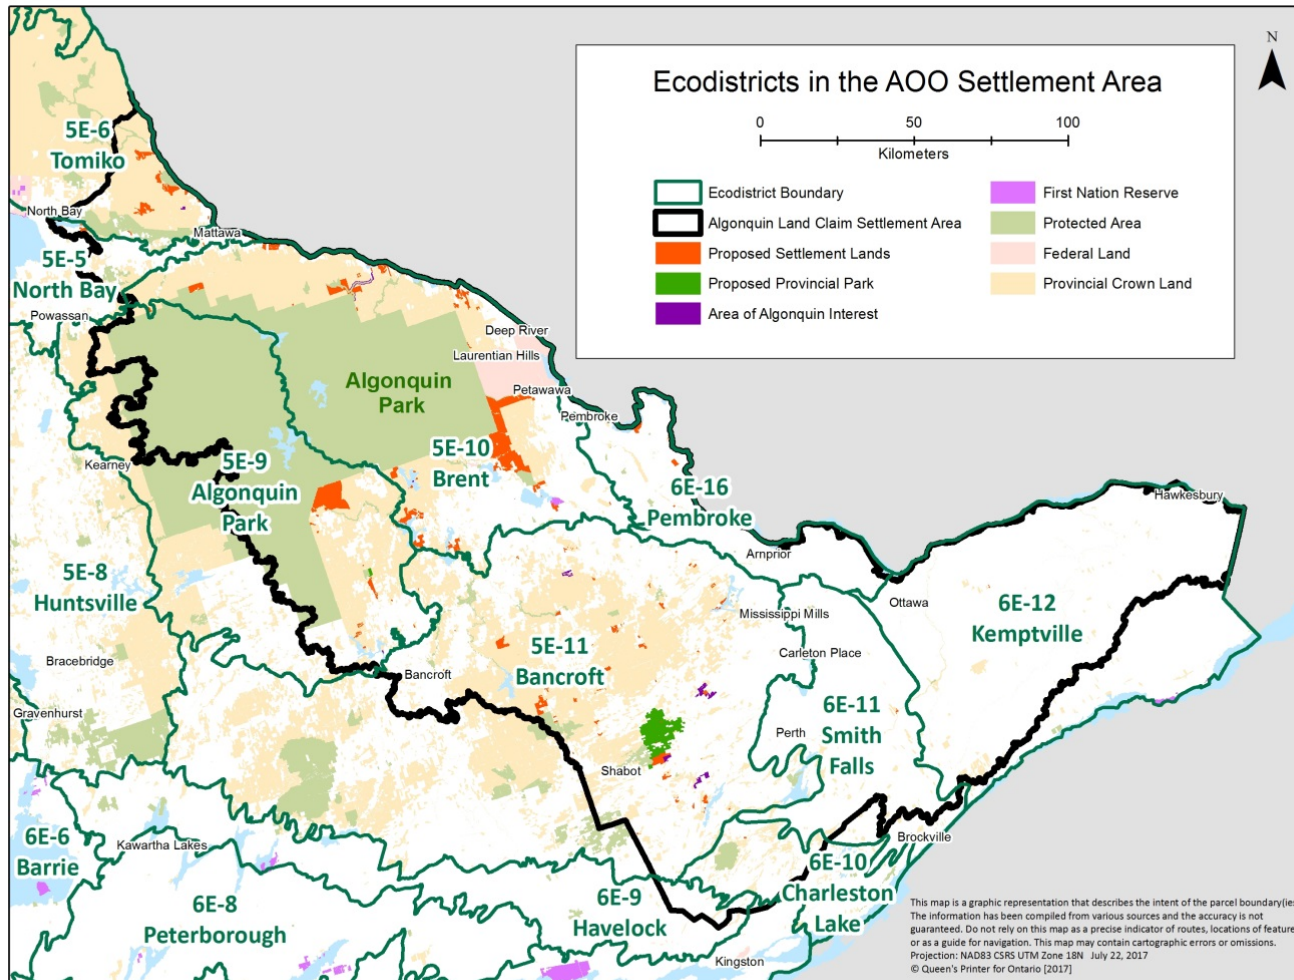 N
Ecodistricts in the AOO Settlement Area
0 50 100
Kilometers
Ecodistrict Boundary
Algonquin Land Claim Settlement Area
Proposed Settlement Lands
Proposed Provincial Park
Area of Algonquin Interest
First Nation Reserve
Protected Area
Federal Land
Provincial Crown Land
5E-6
Tomiko
North Bay
Mattawa
5E-5
North Bay
Powassan
Deep River
Laurentian Hills
Algonquin
Park
Petawawa
Pembroke
5E-10
Brent
Kearney
5E-9
Algonquin
Park
6E-16
Pembroke
Hawkesbury
Arnprior
5E-8
Huntsville
Ottawa
6E-12
Kemptville
Mississippi Mills
Carleton Place
5E-11
Bancroft
Bracebridge
Bancroft
Gravenhurst
6E-11
Smith
Falls
Perth
Shabot
6E-6
Barrie
Kawartha Lakes
Brockville
6E-10
Charleston
Lake
6E-9
Havelock
6E-8
Peterborough
Kingston
This map is a graphic representation that describes the intent of the parcel boundary(ies
The information has been compiled from various sources and the accuracy is not
guaranteed. Do not rely on this map as a precise indicator of routes, locations of feature
or as a guide for navigation. This map may contain cartographic errors or omissions.
Projection: NAD83 CSRS UTM Zone 18N July 22, 2017
© Queen's Printer for Ontario [2017]